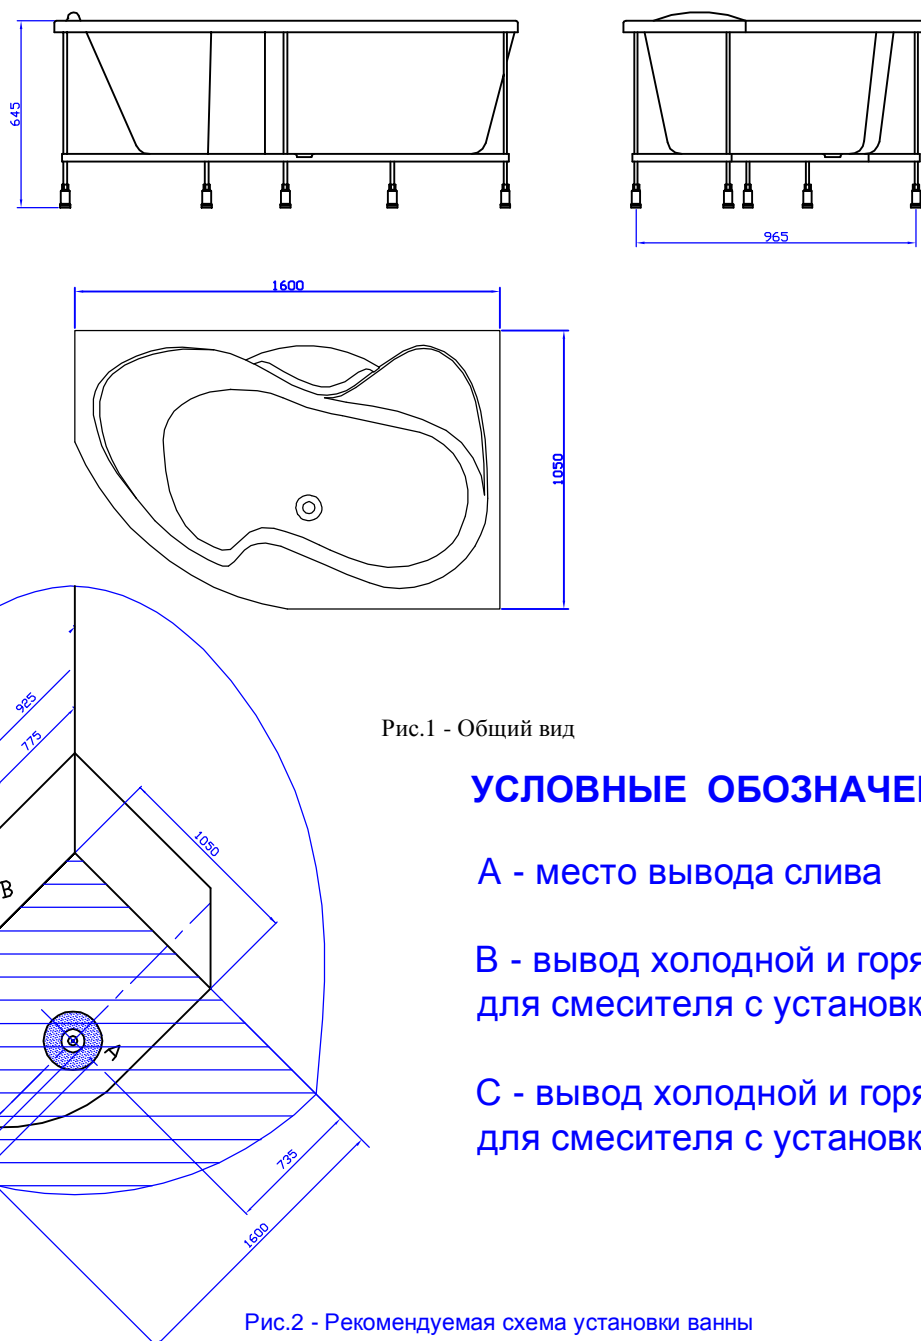 645
965
1600
1050
Рис.1 - Общий вид
925
775
УСЛОВНЫЕ ОБОЗНАЧЕ
1050
В
А - место вывода слива
В - вывод холодной и горя
для смесителя с установк
А
С - вывод холодной и горя
для смесителя с установк
735
1600
Рис.2 - Рекомендуемая схема установки ванны